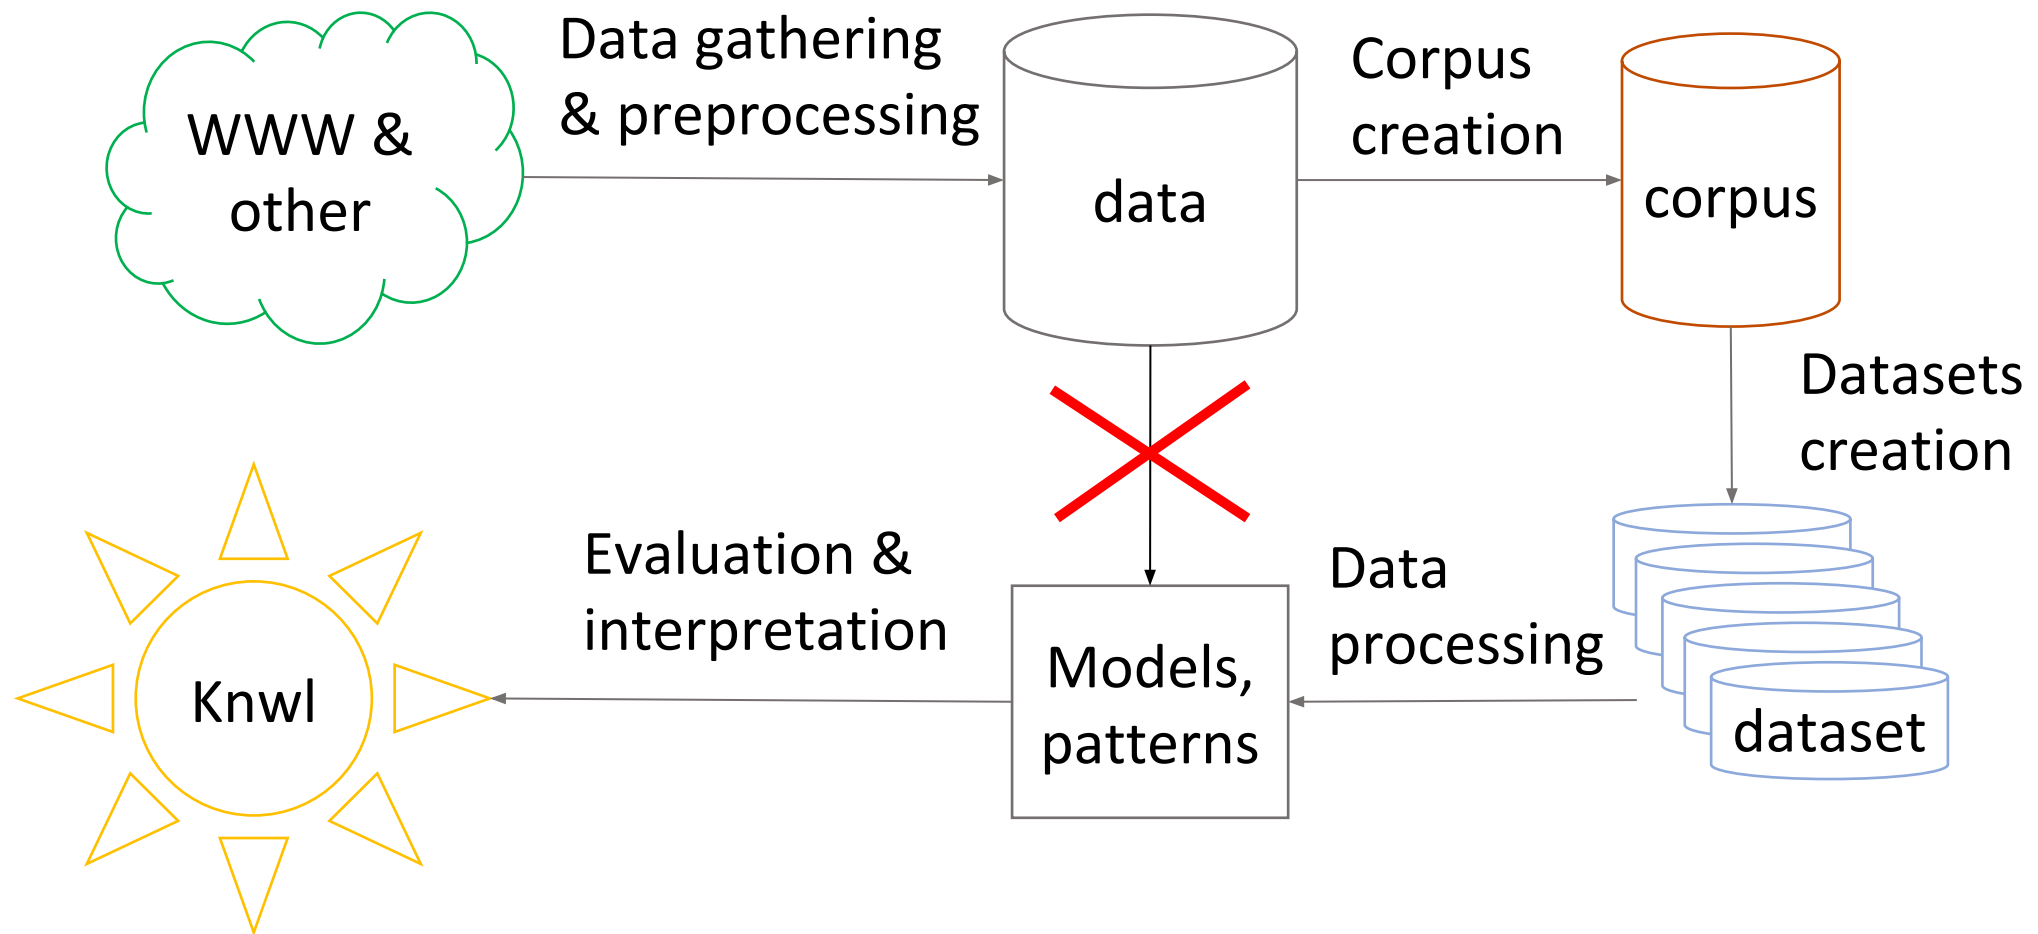 Data gathering
& preprocessing
Corpus
creation
WWW &
other
data
corpus
Datasets
creation
Evaluation &
interpretation
Data
processing
Knwl
Models,
patterns
dataset